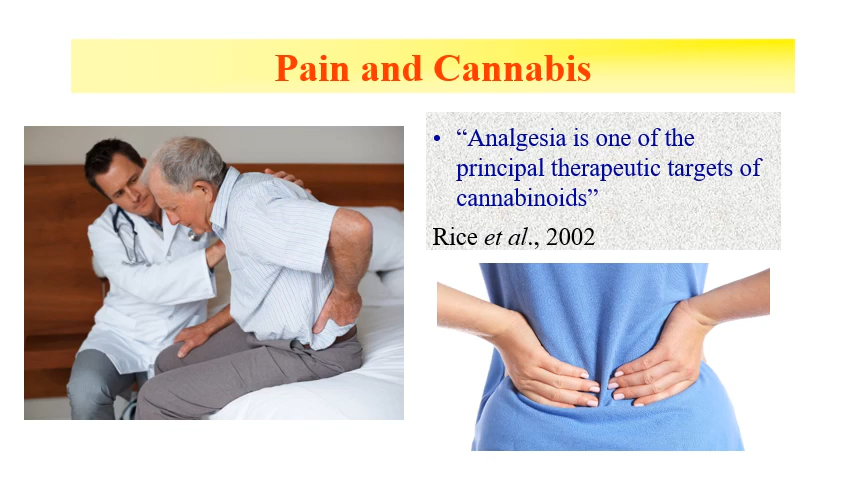 Pain and Cannabis
• “Analgesia is one of the
principal therapeutic targets of
cannabinoids”
Rice et al., 2002